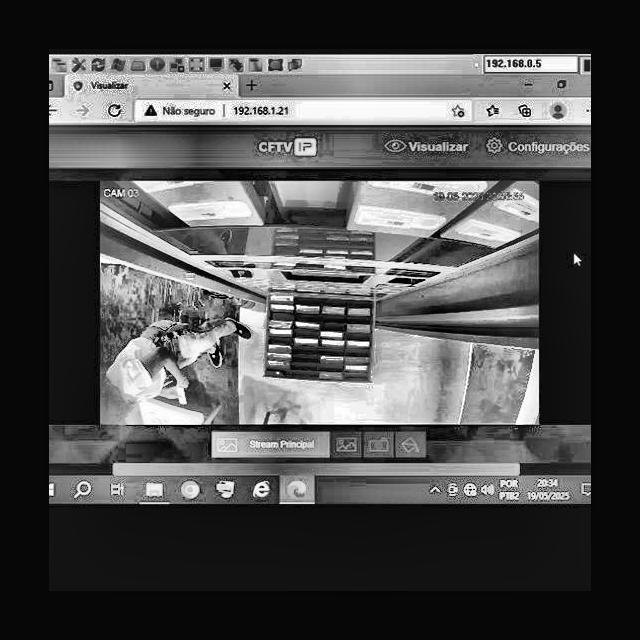 192.168.0.5
Visualizar
Não seguro | 192.168.1.21
CFTV IP Visualizar Configurações
CAM 03
Stream Principal
POR 20:34
PTB2 19/05/2025